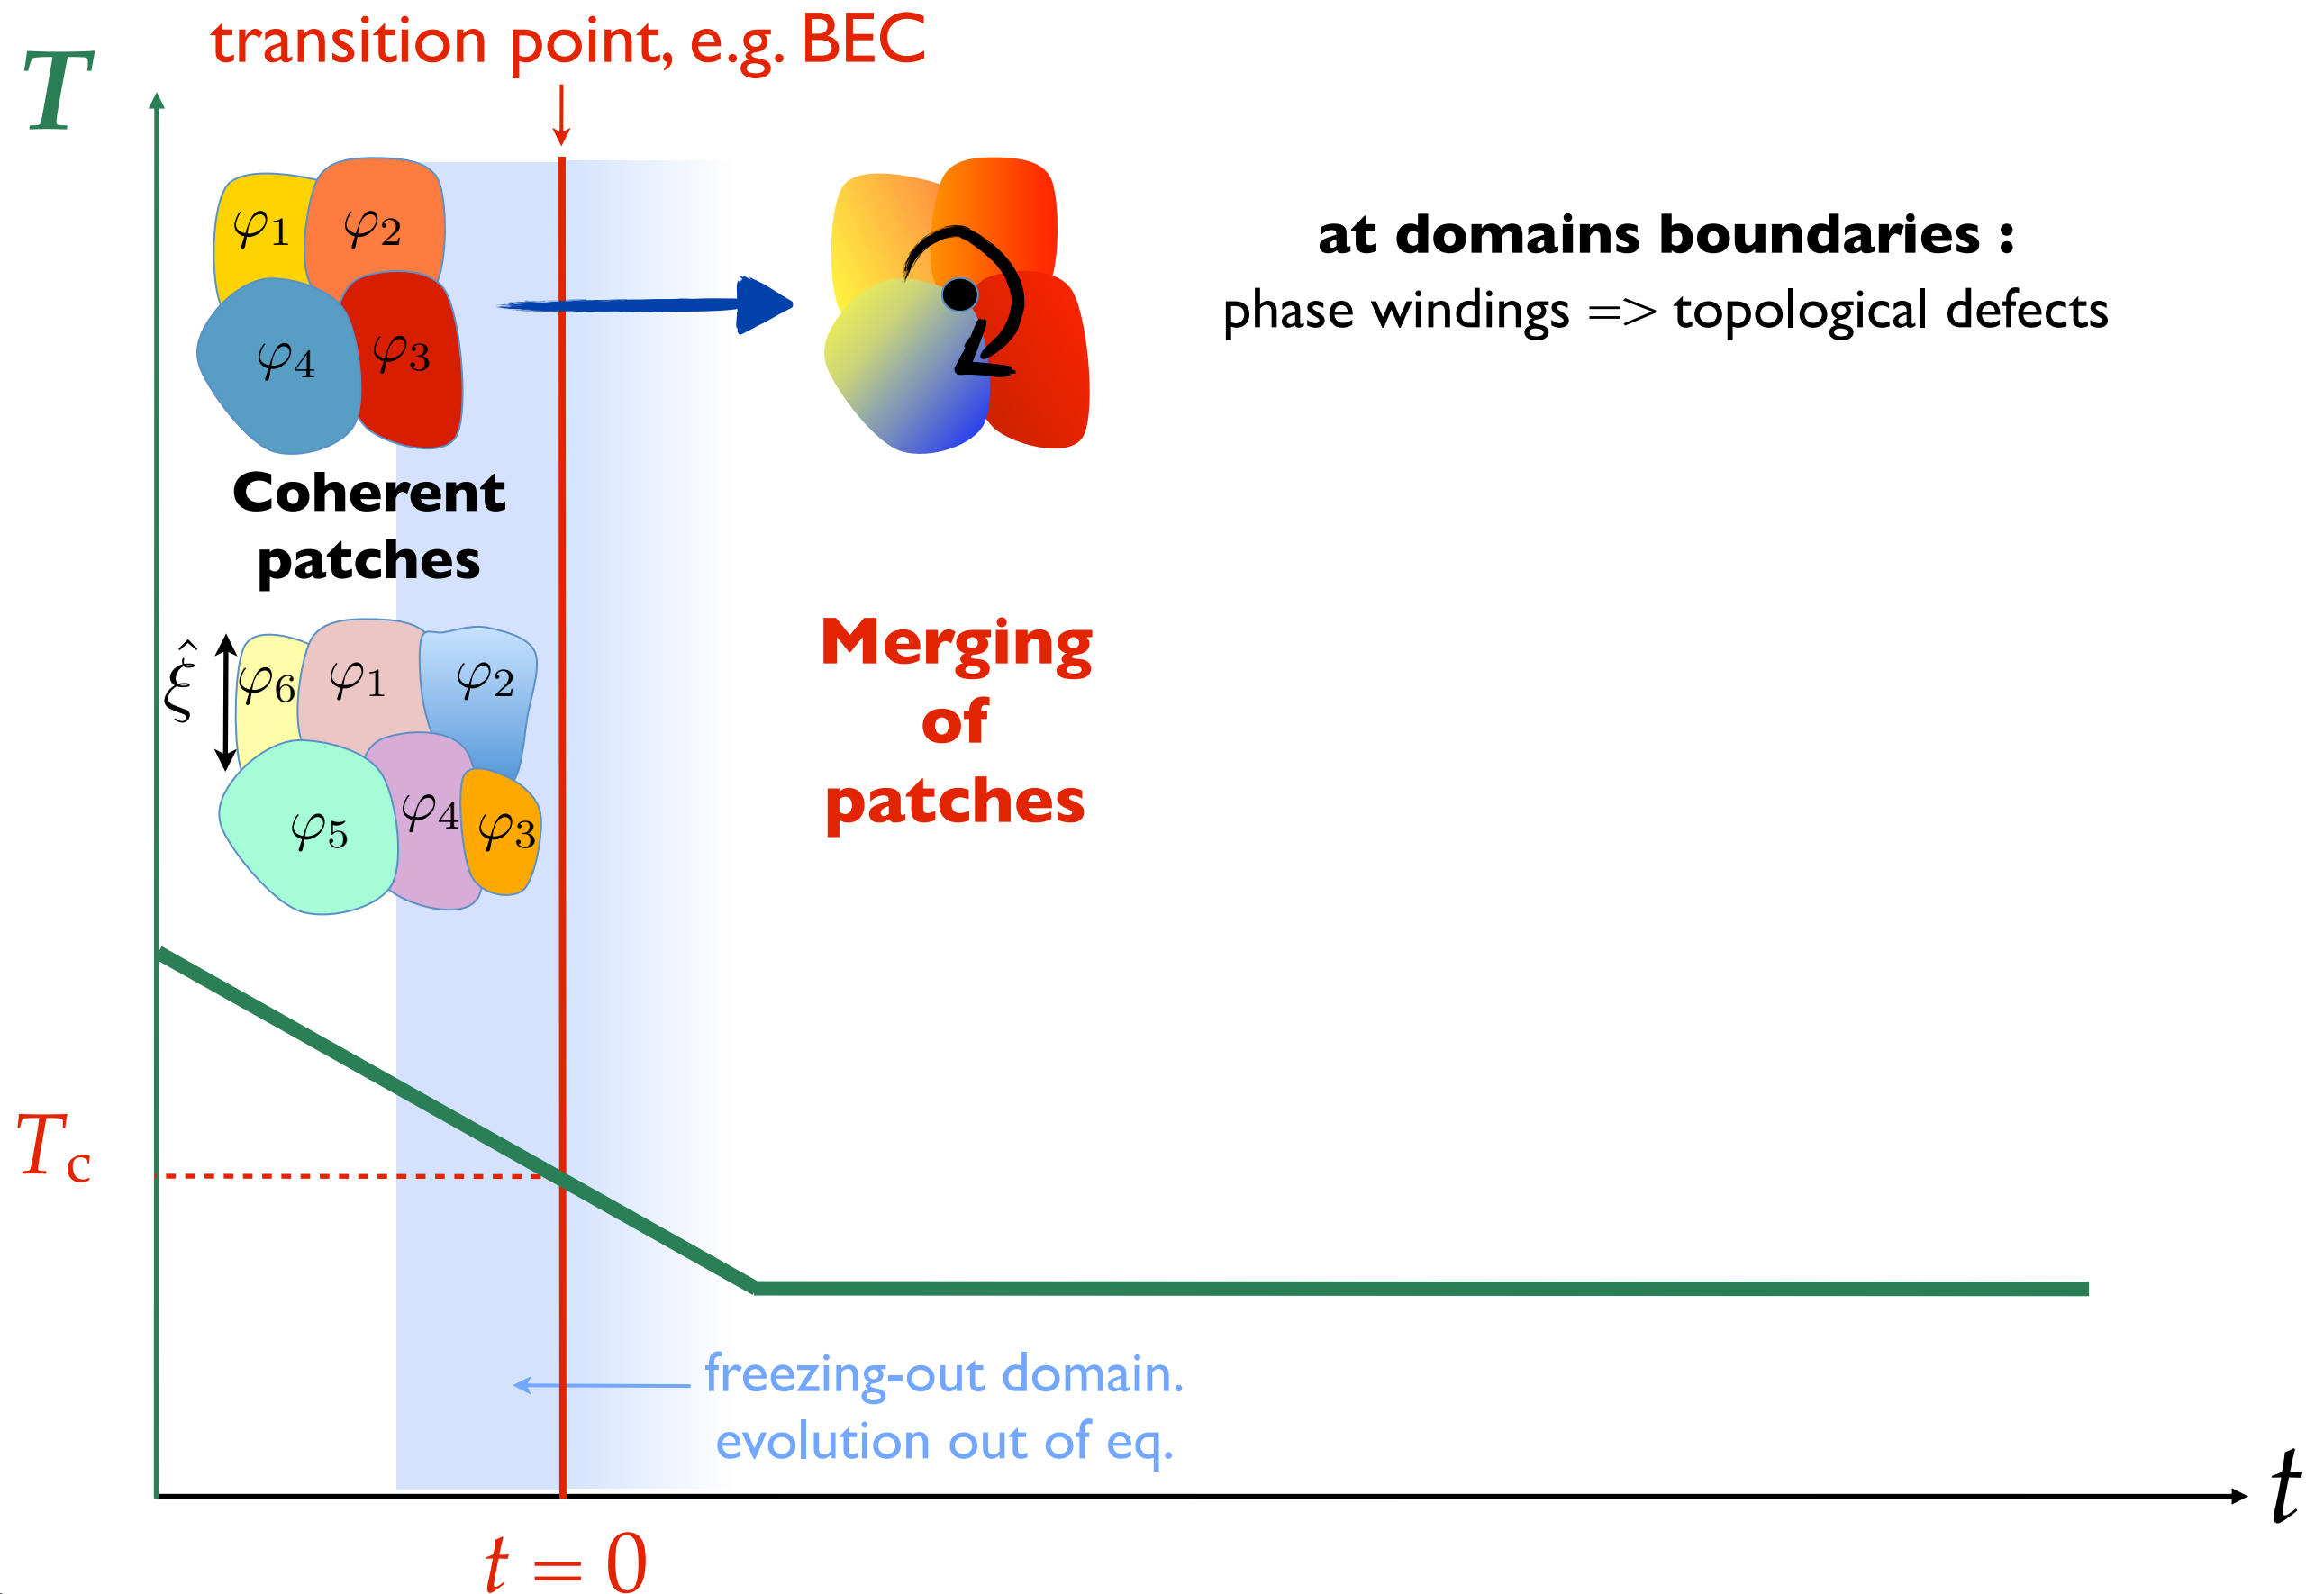 transition point, e.g. BEC
T
φ1
φ2
φ3
φ4
at domains boundaries :
phase windings => topological defects
Coherent
patches
ξ̂
φ6
φ1
φ2
φ5
φ4
φ3
Merging
of
patches
Tc
freezing-out domain.
evolution out of eq.
t
t = 0